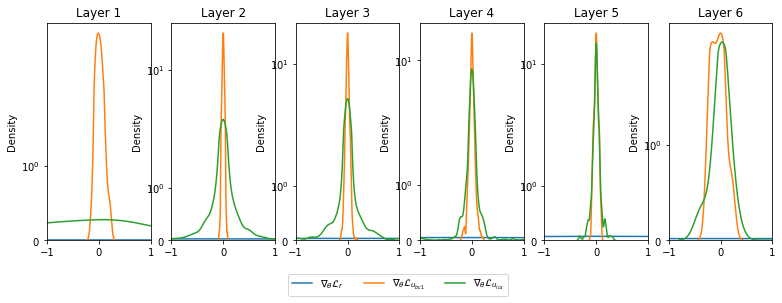 Layer 1 Layer 2 Layer 3 Layer 4 Layer 5 Layer 6
Density Density Density Density Density Density
10¹ 10¹ 10¹ 10¹
10⁰ 10⁰ 10⁰ 10⁰ 10⁰ 10⁰
0 0 0 0 0 0
−1 0 1 −1 0 1 −1 0 1 −1 0 1 −1 0 1 −1 0 1
∇θℒr ∇θℒu_bc1 ∇θℒu_ics